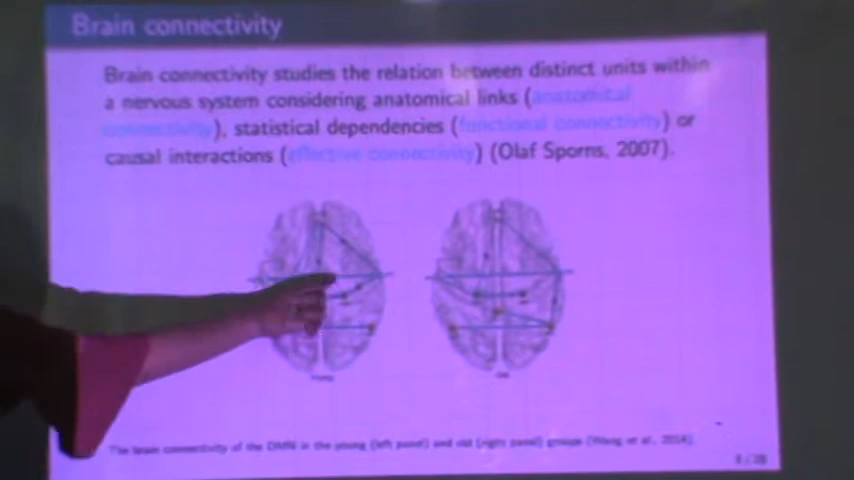 Brain connectivity
Brain connectivity studies the relation between distinct units within
a nervous system considering anatomical links (anatomical
connectivity), statistical dependencies (functional connectivity) or
causal interactions (effective connectivity) (Olaf Sporns, 2007).
The brain connectivity of the DMN in the young (left panel) and old (right panel) groups (Wang et al., 2014).